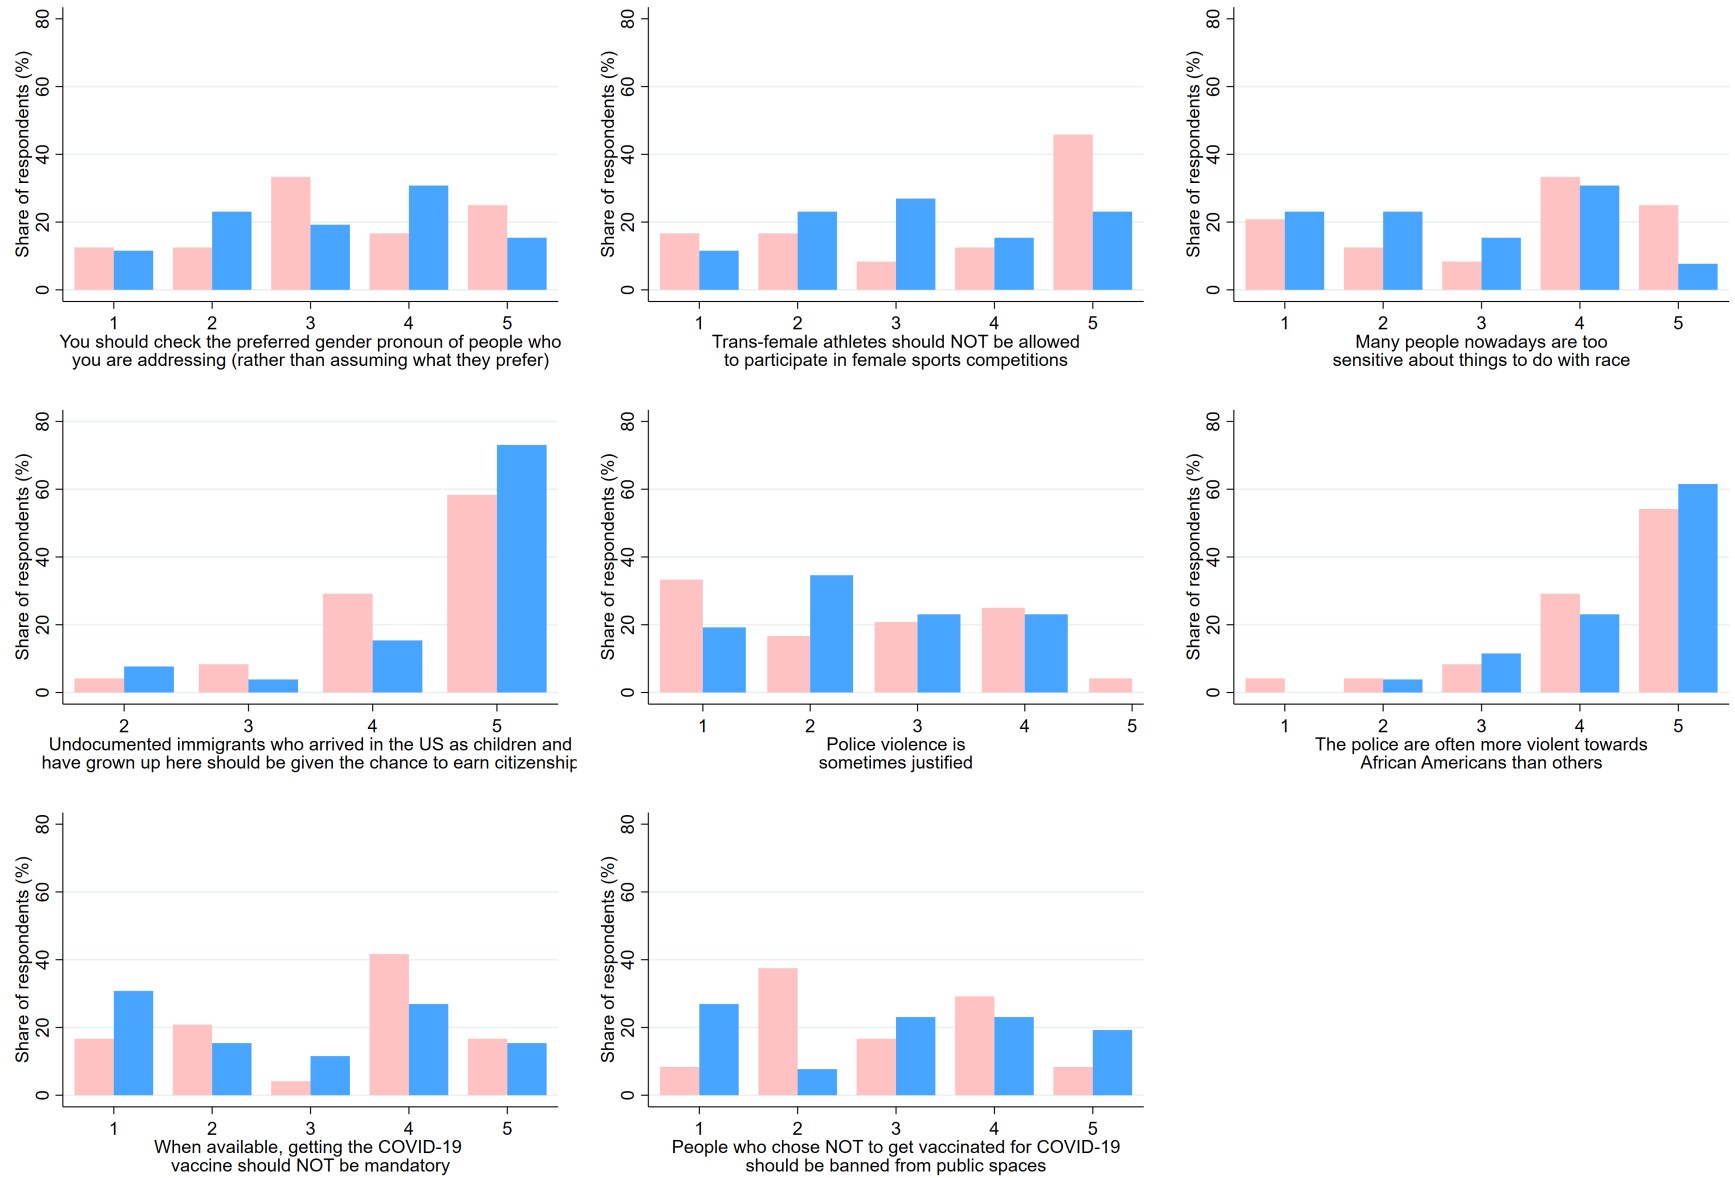 Share of respondents (%)
0 20 40 60 80
1 2 3 4 5
You should check the preferred gender pronoun of people who
you are addressing (rather than assuming what they prefer)
Share of respondents (%)
0 20 40 60 80
1 2 3 4 5
Trans-female athletes should NOT be allowed
to participate in female sports competitions
Share of respondents (%)
0 20 40 60 80
1 2 3 4 5
Many people nowadays are too
sensitive about things to do with race
Share of respondents (%)
0 20 40 60 80
2 3 4 5
Undocumented immigrants who arrived in the US as children and
have grown up here should be given the chance to earn citizenship
Share of respondents (%)
0 20 40 60 80
1 2 3 4 5
Police violence is
sometimes justified
Share of respondents (%)
0 20 40 60 80
1 2 3 4 5
The police are often more violent towards
African Americans than others
Share of respondents (%)
0 20 40 60 80
1 2 3 4 5
When available, getting the COVID-19
vaccine should NOT be mandatory
Share of respondents (%)
0 20 40 60 80
1 2 3 4 5
People who chose NOT to get vaccinated for COVID-19
should be banned from public spaces